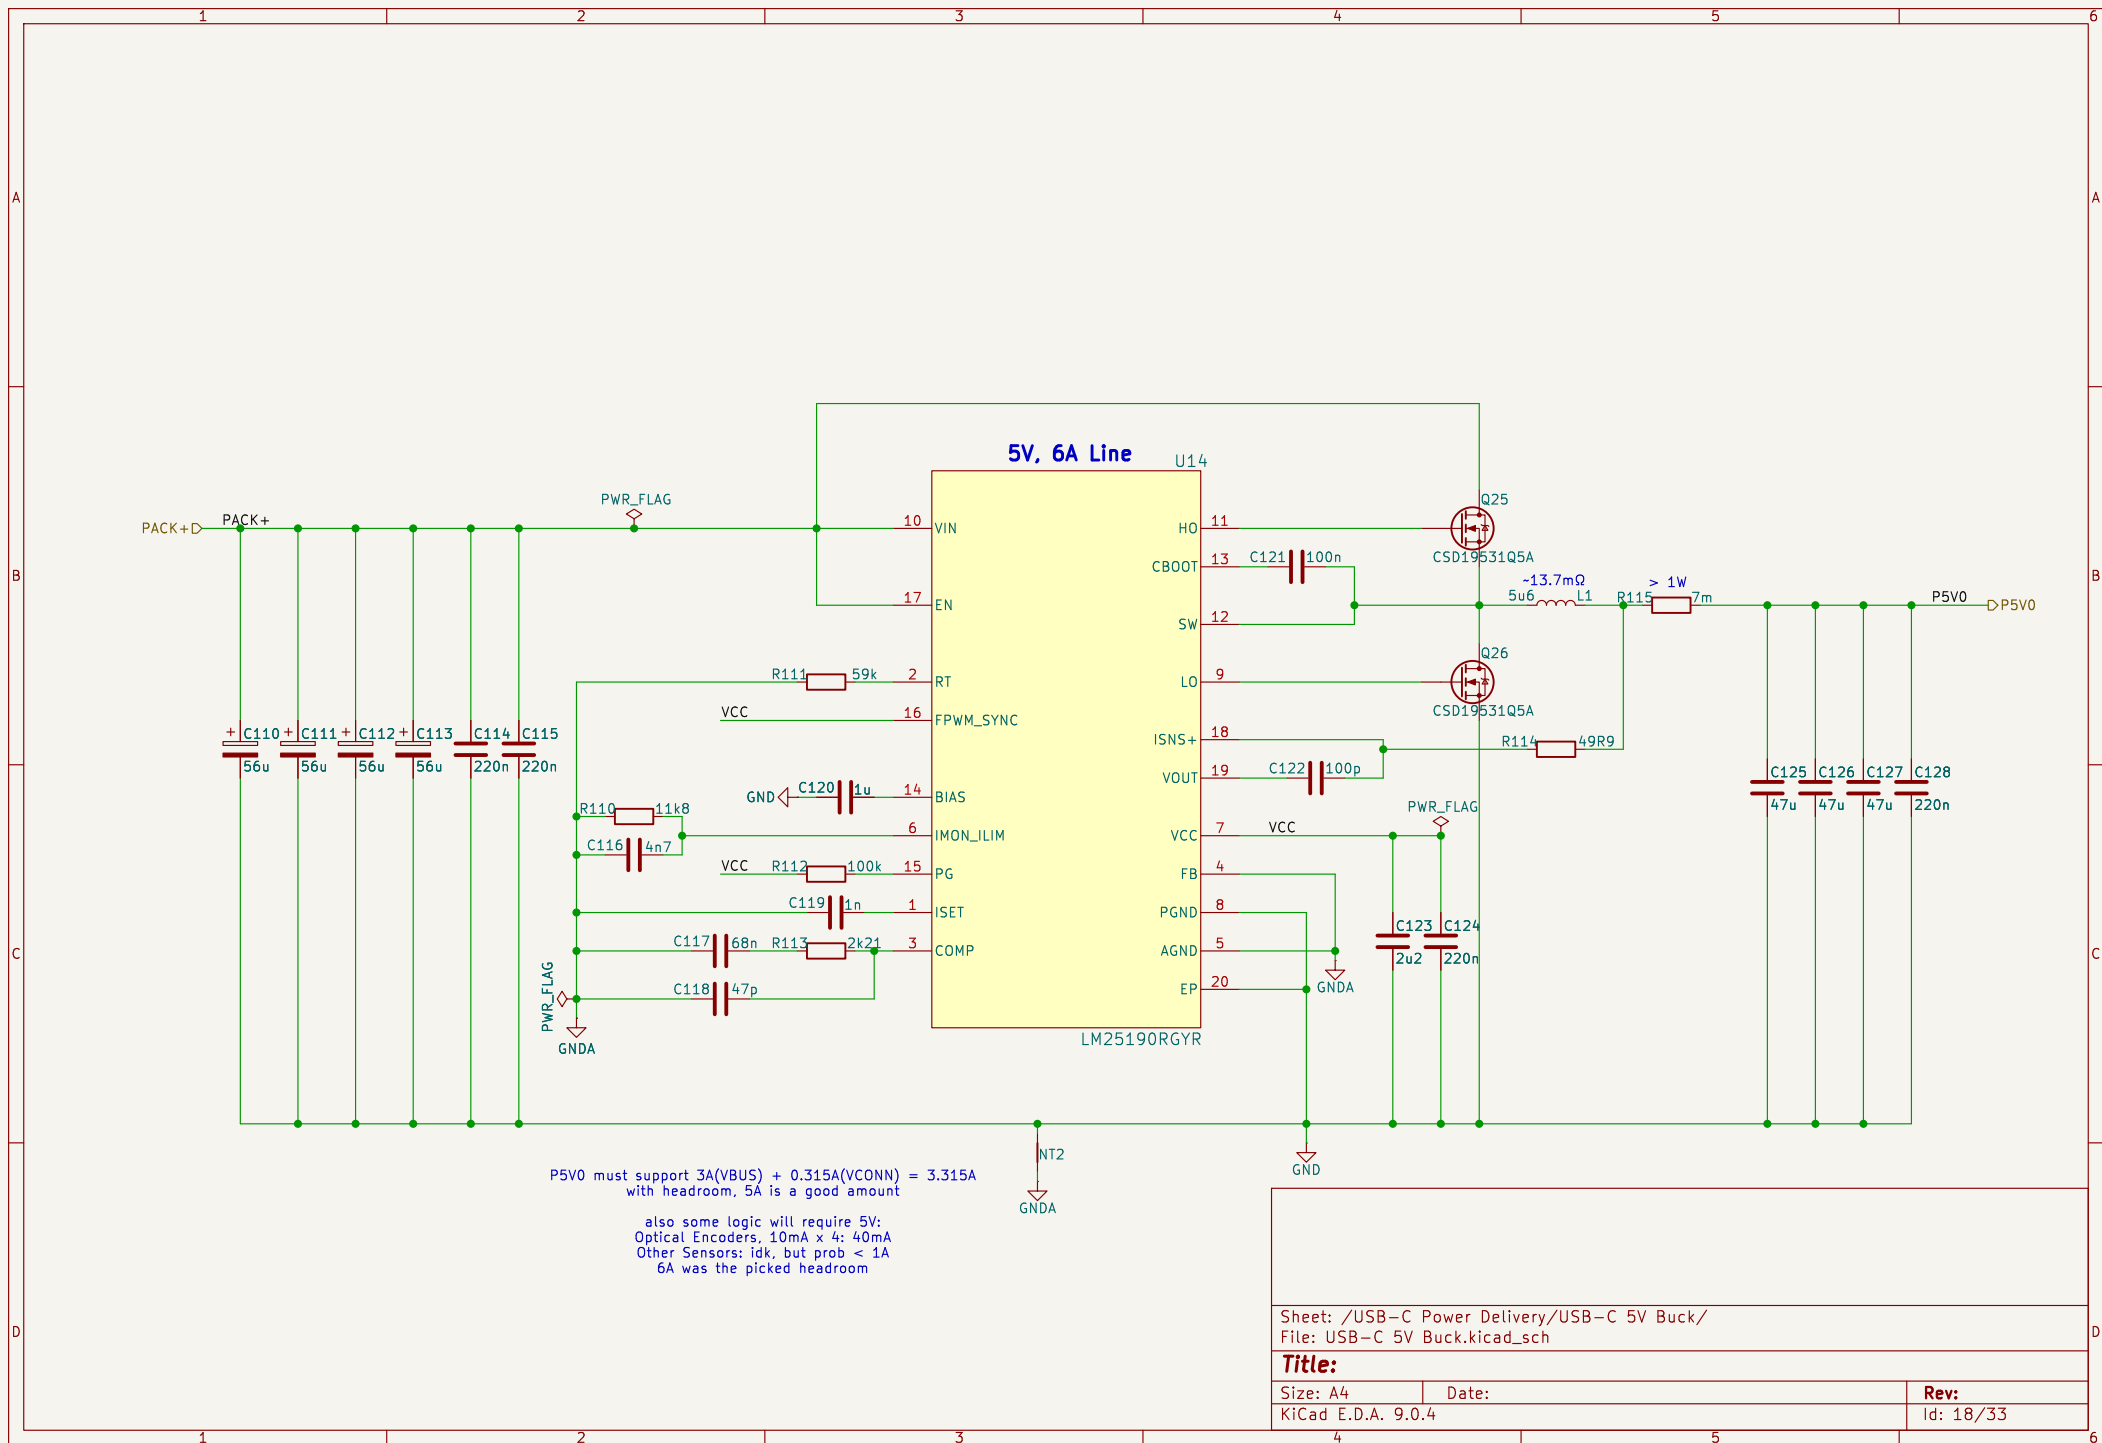 1 2 3 4 5 6
A A
B B
C C
D D
1 2 3 4 5 6
5V, 6A Line
U14
LM25190RGYR
PACK+
PACK+
PWR_FLAG
10 VIN
17 EN
2 RT
16 FPWM_SYNC
14 BIAS
6 IMON_ILIM
15 PG
1 ISET
3 COMP
HO 11
CBOOT 13
SW 12
LO 9
ISNS+ 18
VOUT 19
VCC 7
FB 4
PGND 8
AGND 5
EP 20
+ C110
56u
+ C111
56u
+ C112
56u
+ C113
56u
C114
220n
C115
220n
R111 59k
VCC
GND C120 1u
R110 11k8
C116 4n7
VCC R112 100k
C119 1n
C117 68n R113 2k21
C118 47p
PWR_FLAG
GNDA
C121 100n
Q25
CSD19531Q5A
Q26
CSD19531Q5A
~13.7mΩ
5u6 L1
> 1W
R115 7m
P5V0
P5V0
R114 49R9
C122 100p
PWR_FLAG
VCC
GNDA
C123
2u2
C124
220n
C125
47u
C126
47u
C127
47u
C128
220n
NT2
GNDA
GND
P5V0 must support 3A(VBUS) + 0.315A(VCONN) = 3.315A
with headroom, 5A is a good amount
also some logic will require 5V:
Optical Encoders, 10mA x 4: 40mA
Other Sensors: idk, but prob < 1A
6A was the picked headroom
Sheet: /USB-C Power Delivery/USB-C 5V Buck/
File: USB-C 5V Buck.kicad_sch
Title:
Size: A4 Date: Rev:
KiCad E.D.A. 9.0.4 Id: 18/33